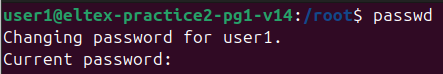 user1@eltex-practice2-pg1-v14:/root$ passwd
Changing password for user1.
Current password: